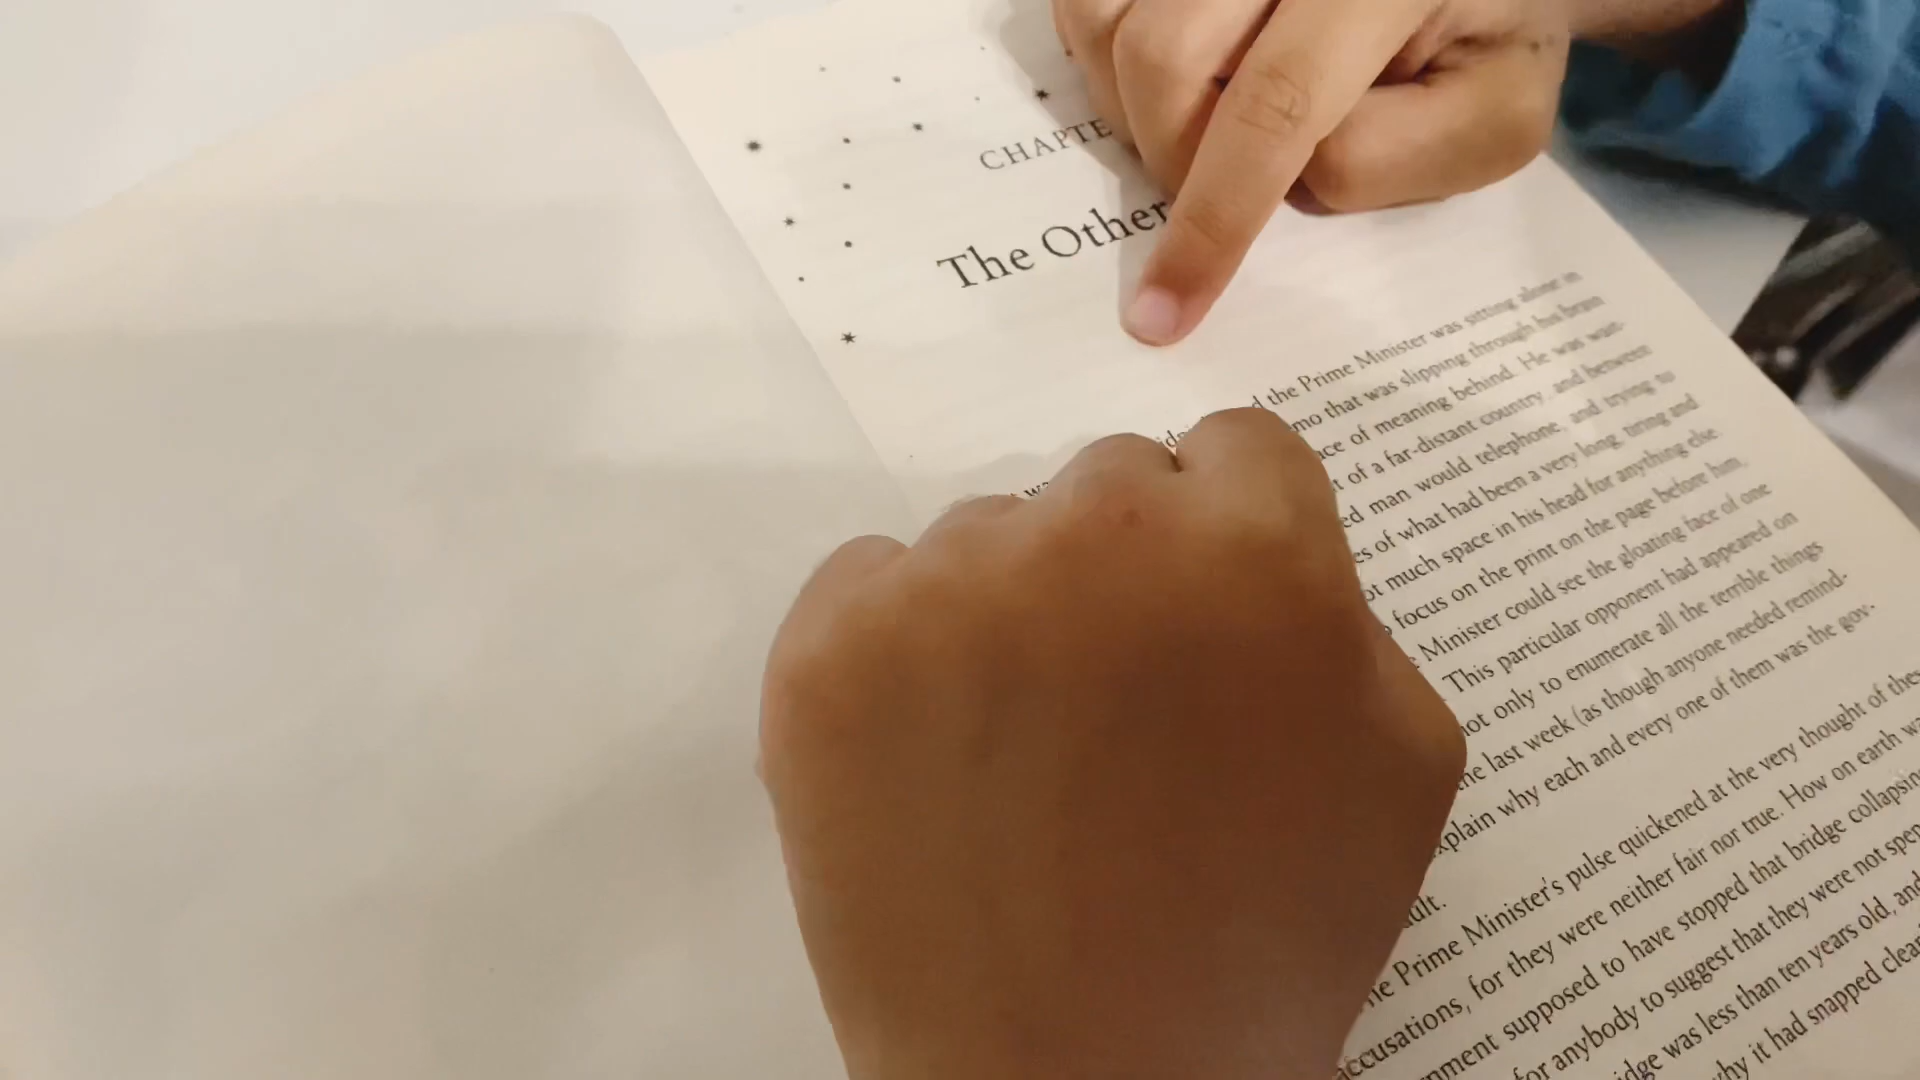 CHAPTE
The Other
the Prime Minister was sitting alone in
mo that was slipping through his brain
ace of meaning behind. He was wait-
t of a far-distant country, and between
ed man would telephone, and trying to
es of what had been a very long, tiring and
ot much space in his head for anything else.
focus on the print on the page before him,
Minister could see the gloating face of one
This particular opponent had appeared on
not only to enumerate all the terrible things
he last week (as though anyone needed remind-
xplain why each and every one of them was the gov-
ult.
Prime Minister's pulse quickened at the very thought of thes
ccusations, for they were neither fair nor true. How on earth wa
nment supposed to have stopped that bridge collapsing
for anybody to suggest that they were not spen
idge was less than ten years old, and
why it had snapped clean